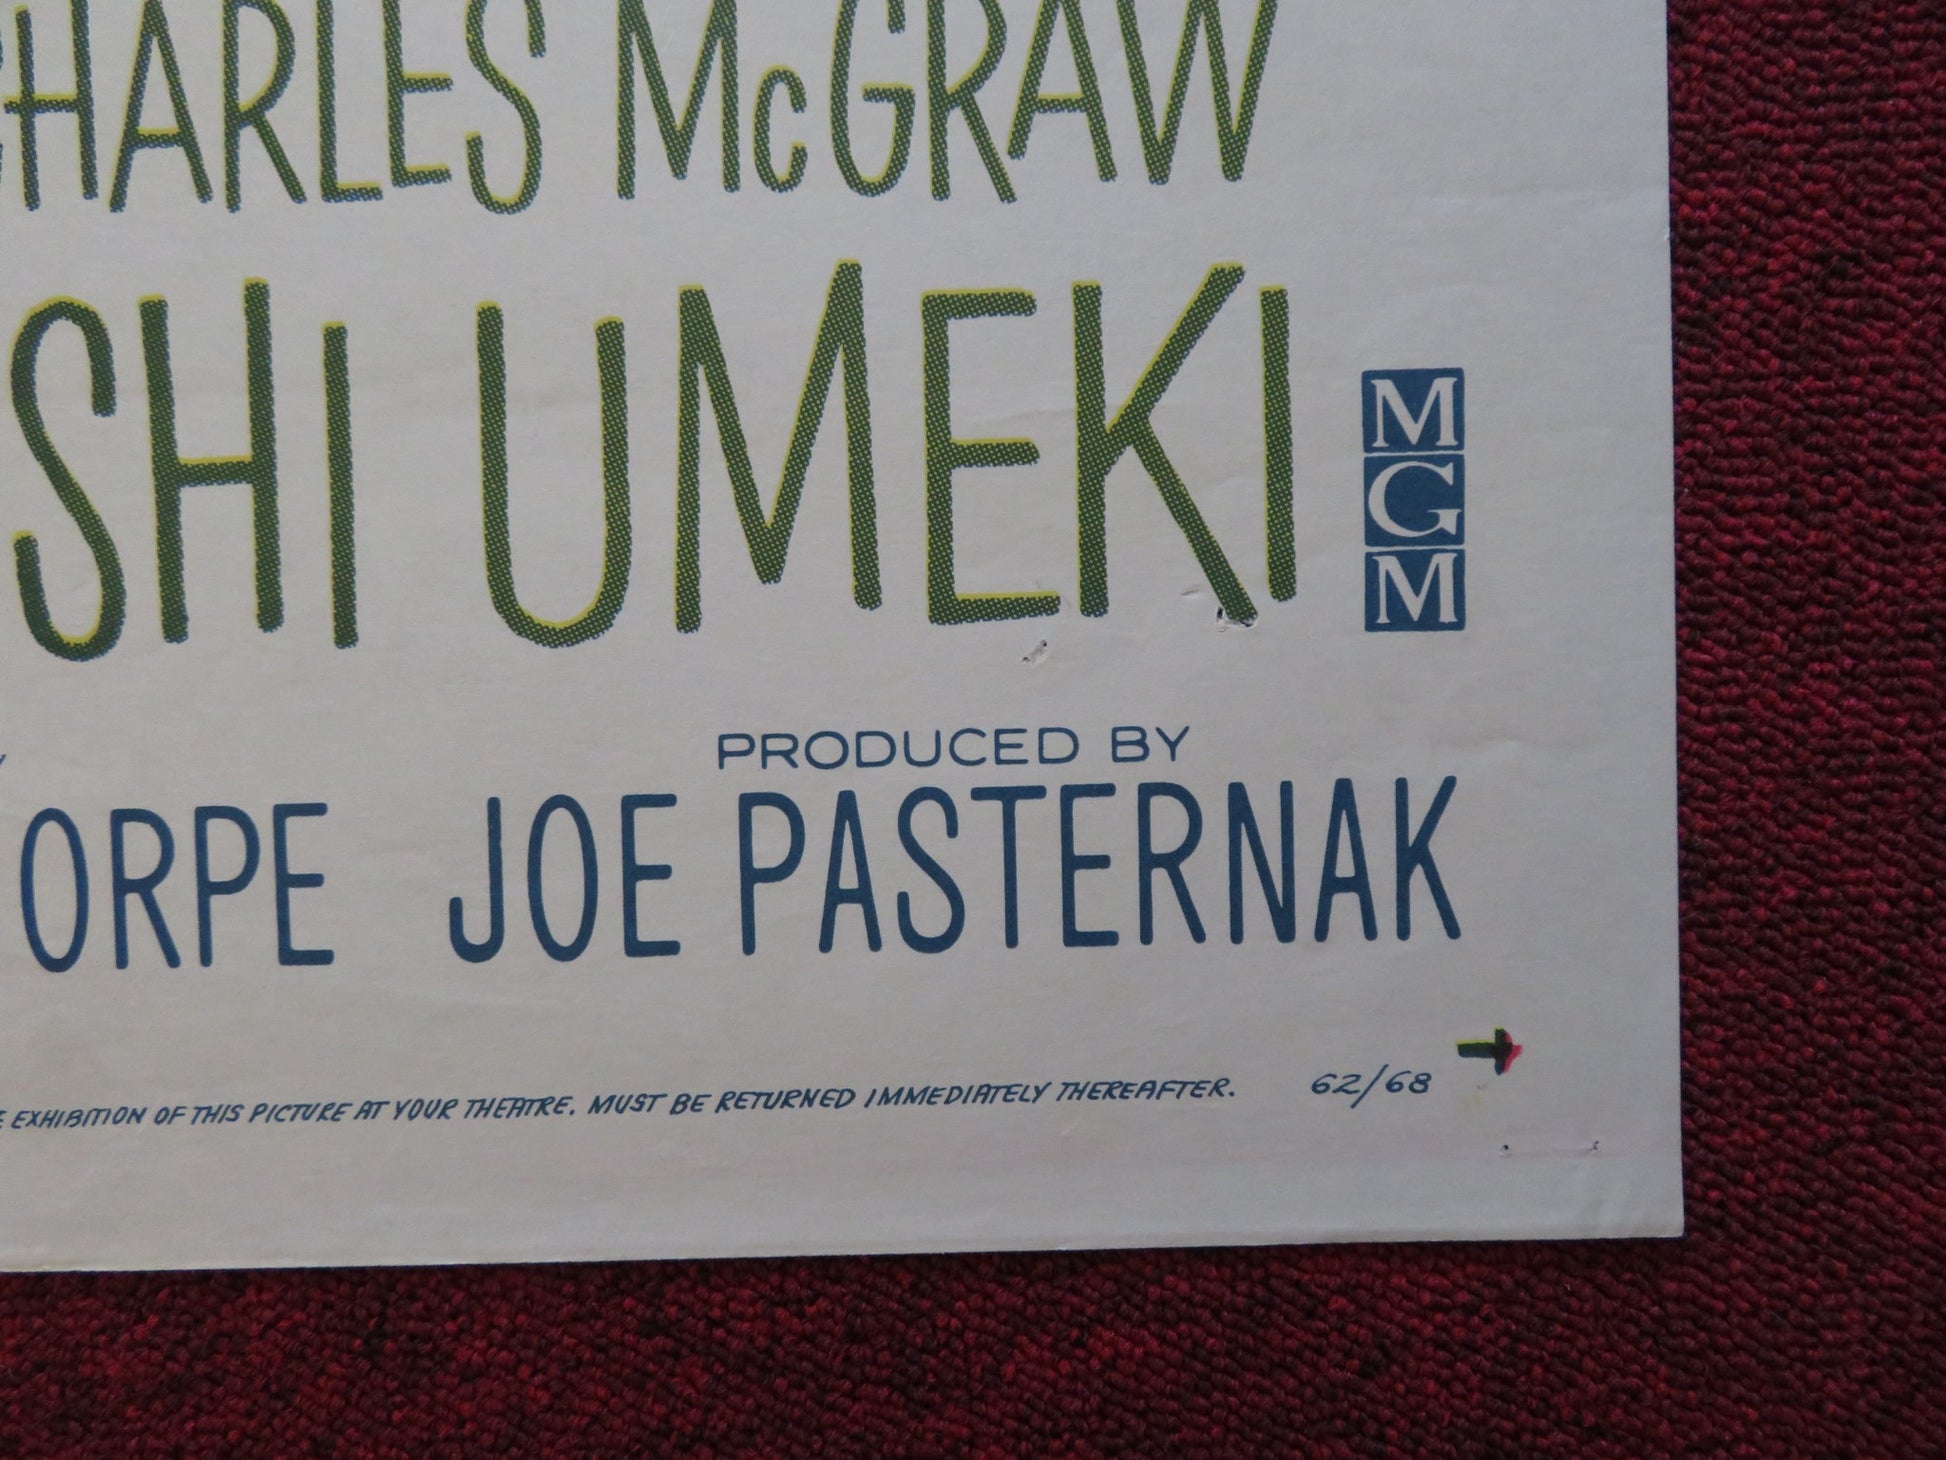 CHARLES McGRAW
SHI UMEKI
M
G
M
PRODUCED BY
ORPE JOE PASTERNAK
E EXHIBITION OF THIS PICTURE AT YOUR THEATRE. MUST BE RETURNED IMMEDIATELY THEREAFTER. 62/68